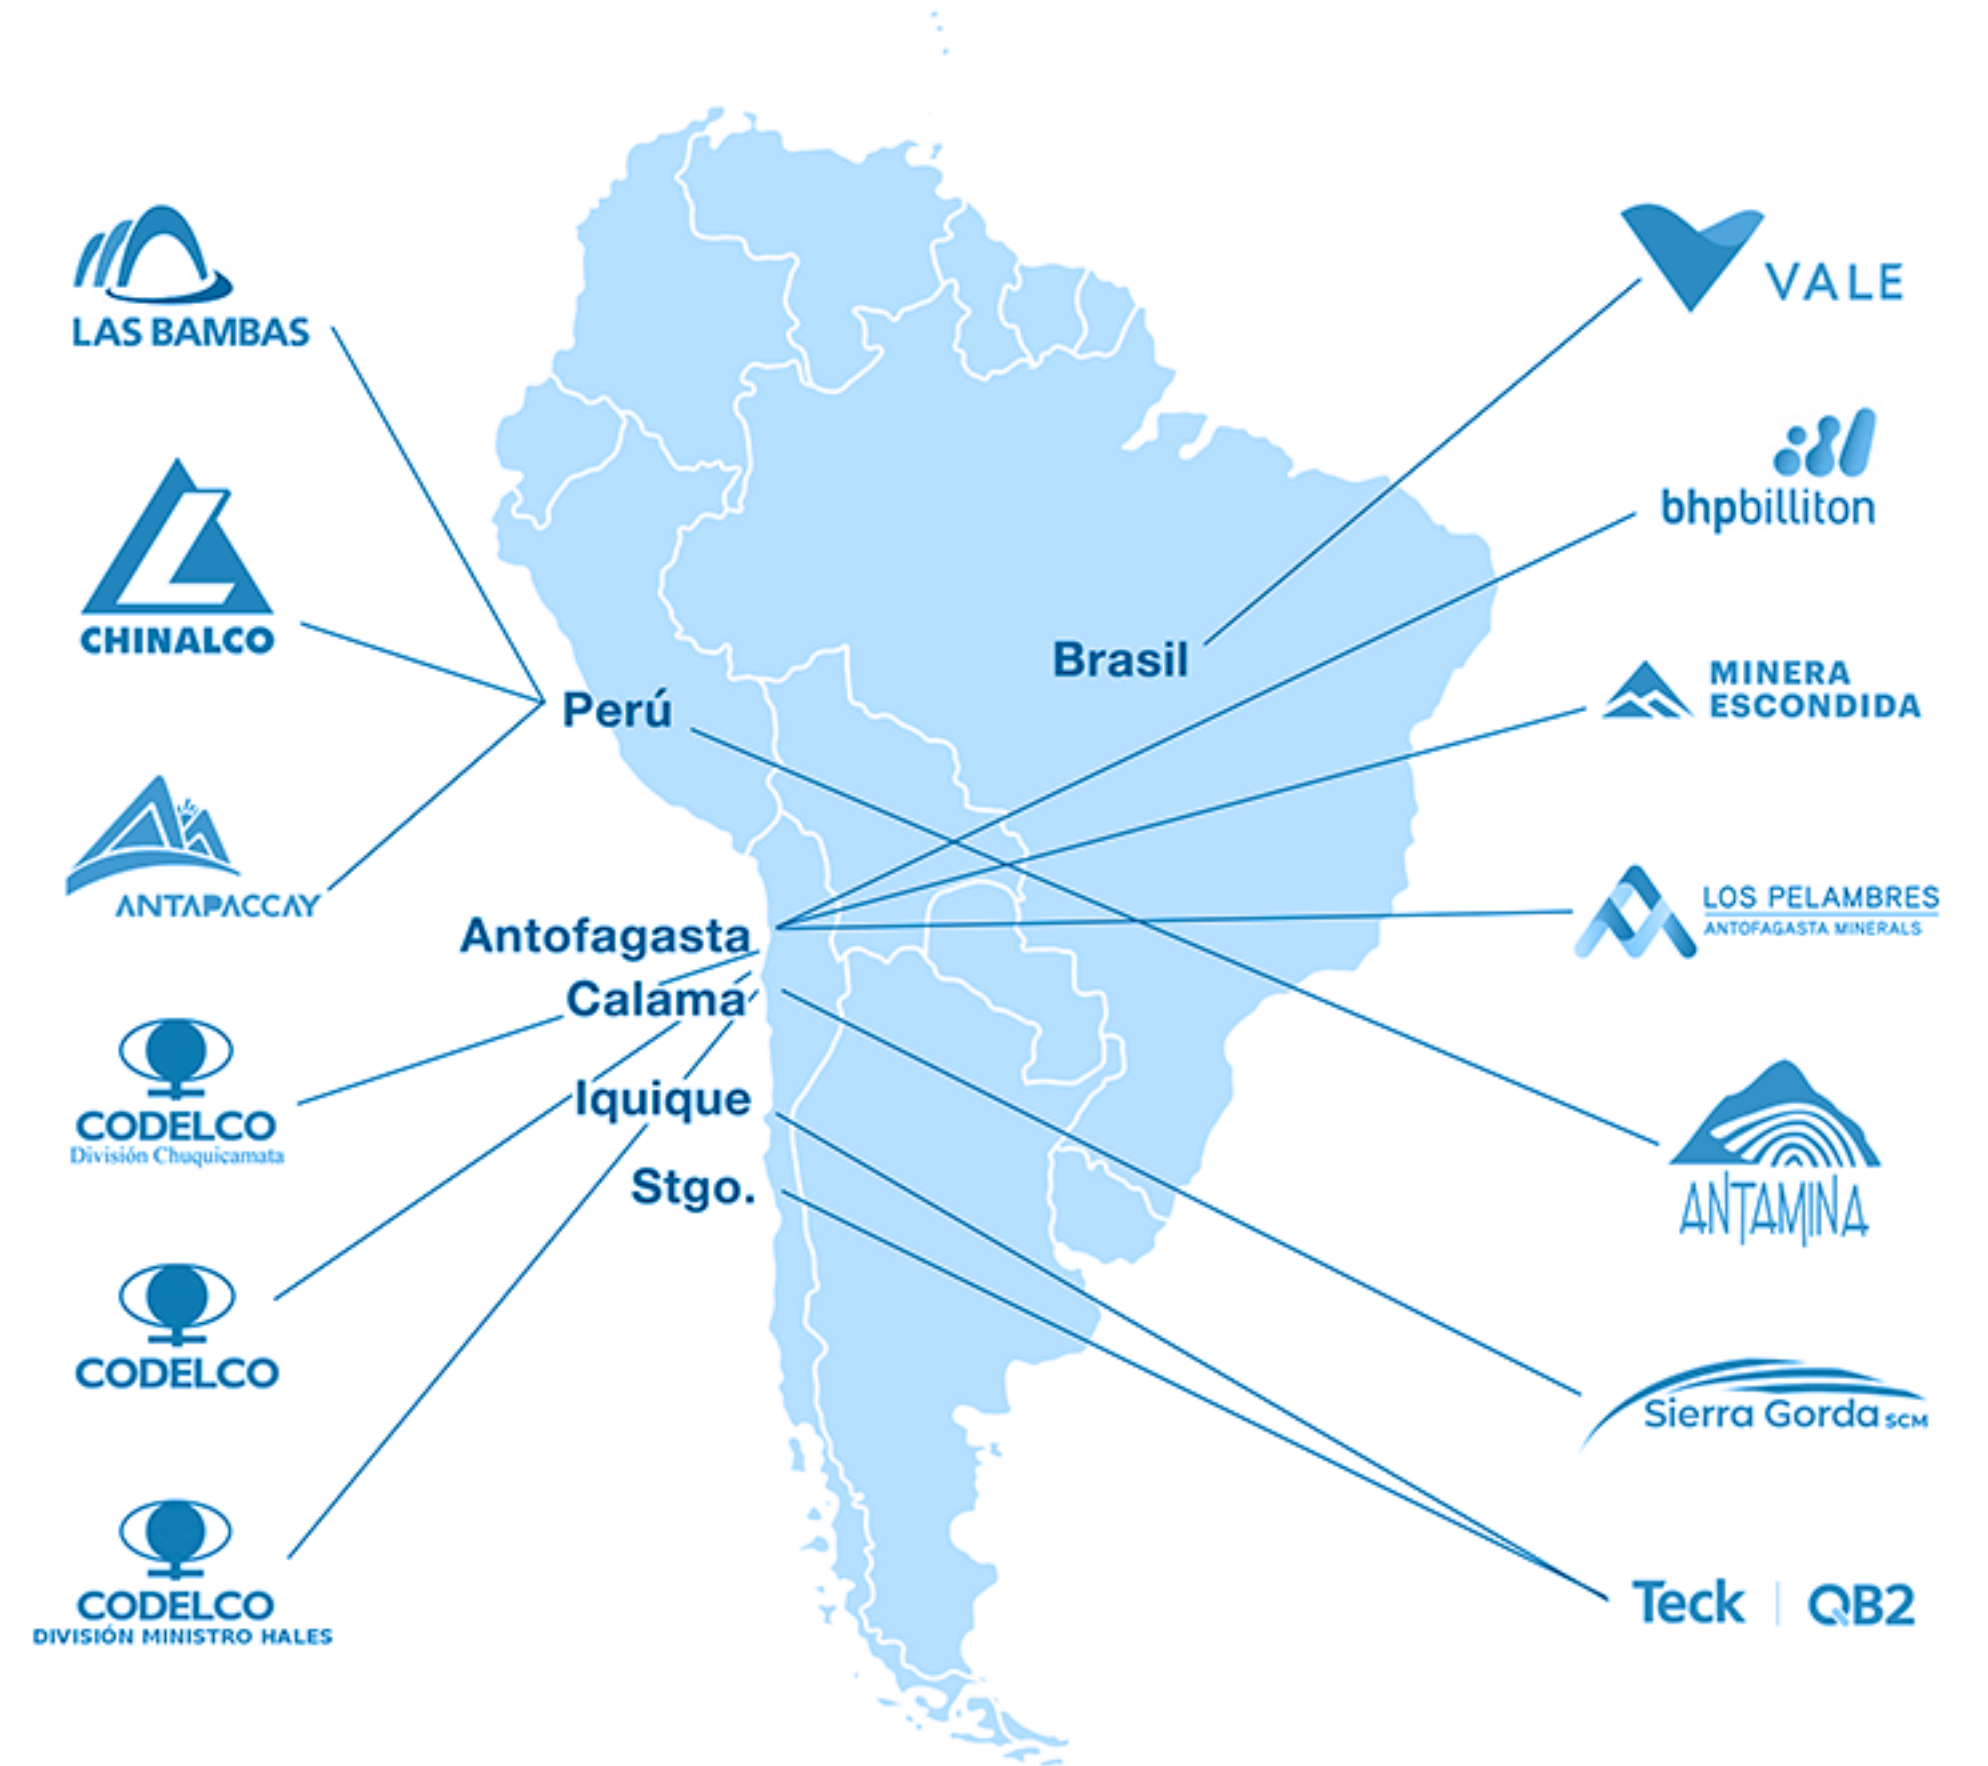 LAS BAMBAS
CHINALCO
ANTAPACCAY
CODELCO
División Chuquicamata
CODELCO
CODELCO
DIVISIÓN MINISTRO HALES
Perú
Brasil
Antofagasta
Calama
Iquique
Stgo.
VALE
bhpbilliton
MINERA
ESCONDIDA
LOS PELAMBRES
ANTOFAGASTA MINERALS
ANTAMINA
Sierra Gorda SCM
Teck | QB2